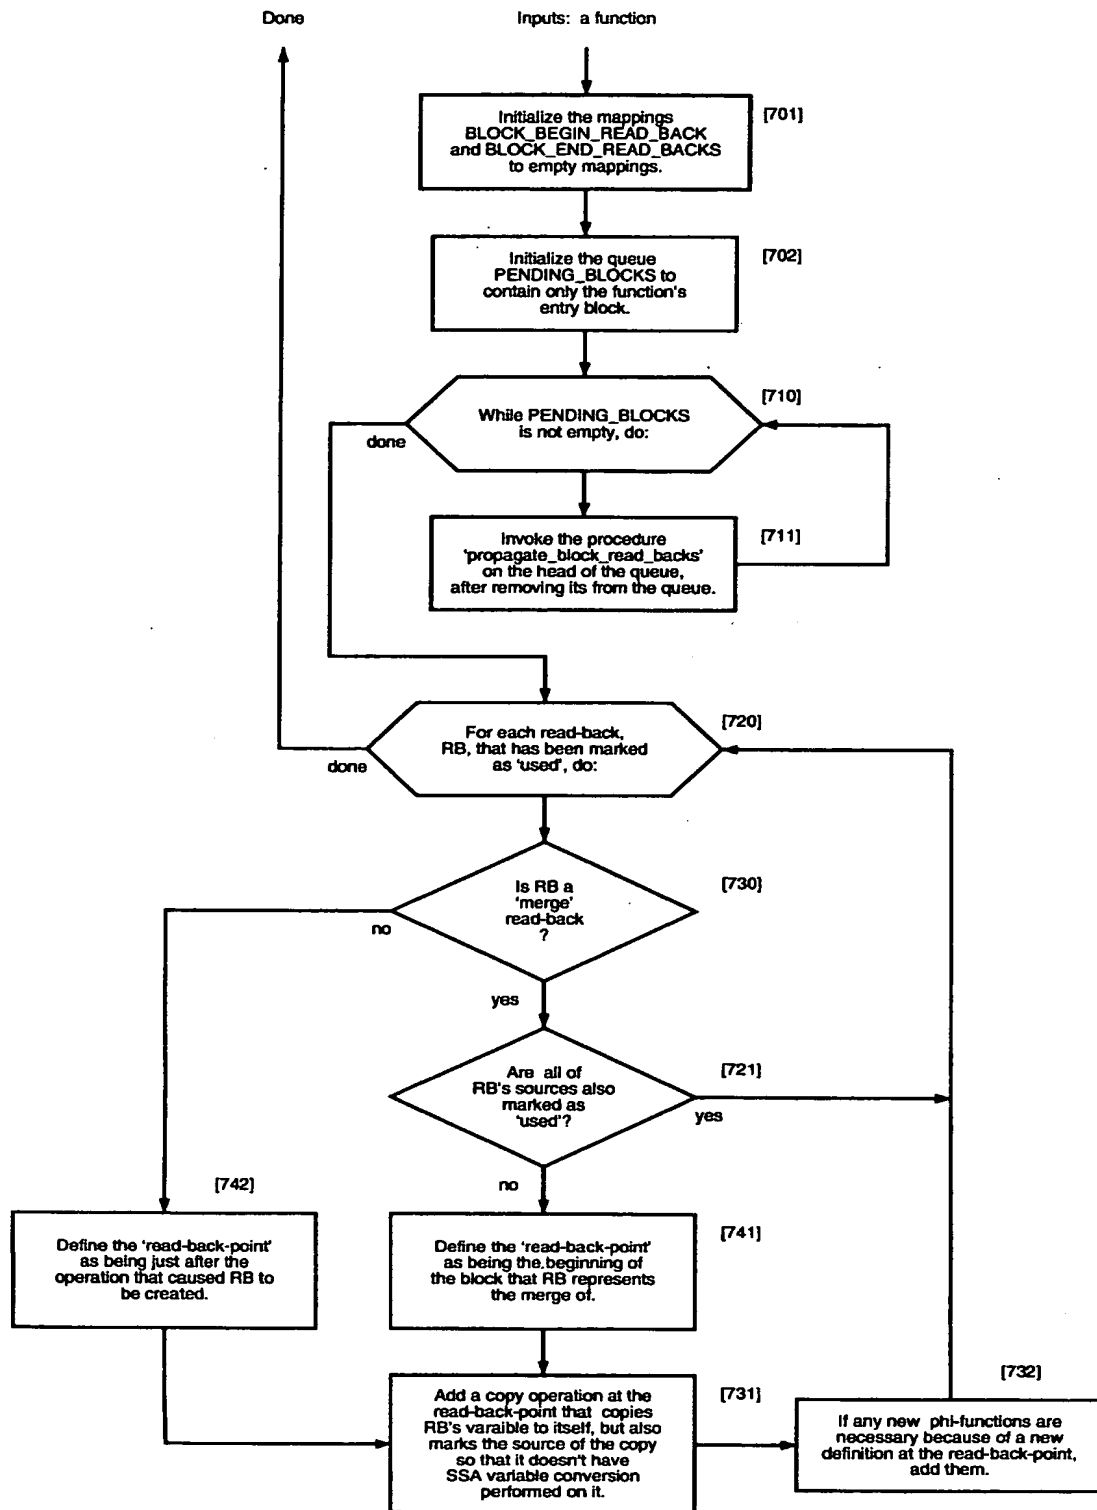 Done
Inputs: a function
Initialize the mappings
BLOCK_BEGIN_READ_BACK
and BLOCK_END_READ_BACKS
to empty mappings.
[701]
Initialize the queue
PENDING_BLOCKS to
contain only the function's
entry block.
[702]
While PENDING_BLOCKS
is not empty, do:
[710]
done
Invoke the procedure
'propagate_block_read_backs'
on the head of the queue,
after removing its from the queue.
[711]
For each read-back,
RB, that has been marked
as 'used', do:
[720]
done
Is RB a
'merge'
read-back
?
[730]
no
yes
Are all of
RB's sources also
marked as
'used'?
[721]
yes
no
[742]
Define the 'read-back-point'
as being just after the
operation that caused RB to
be created.
Define the 'read-back-point'
as being the beginning of
the block that RB represents
the merge of.
[741]
Add a copy operation at the
read-back-point that copies
RB's varaible to itself, but also
marks the source of the copy
so that it doesn't have
SSA variable conversion
performed on it.
[731]
[732]
If any new phi-functions are
necessary because of a new
definition at the read-back-point,
add them.